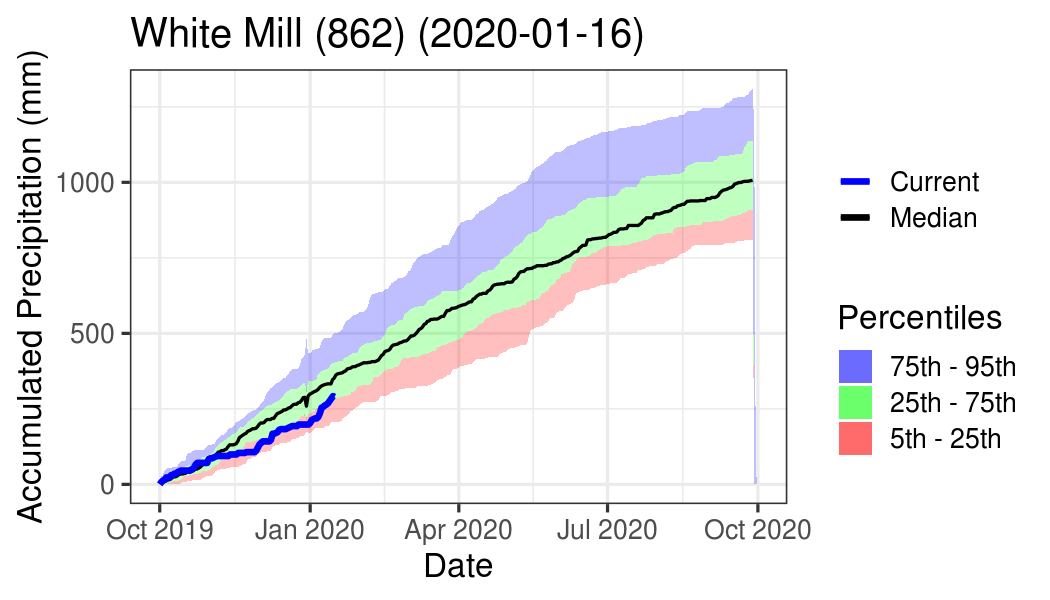 White Mill (862) (2020-01-16)
Accumulated Precipitation (mm)
1000
500
0
Oct 2019
Jan 2020
Apr 2020
Jul 2020
Oct 2020
Date
Current
Median
Percentiles
75th - 95th
25th - 75th
5th - 25th